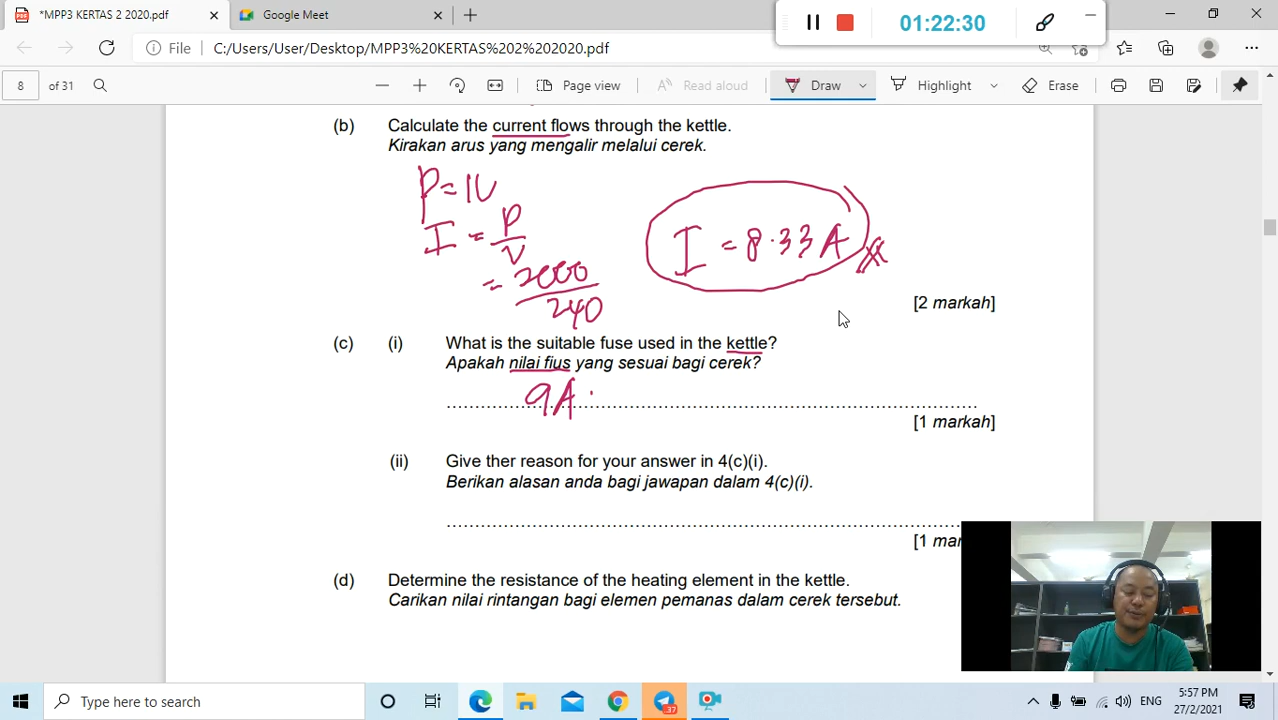 *MPP3 KERTAS 2 2020.pdf
Google Meet
01:22:30
File
C:/Users/User/Desktop/MPP3%20KERTAS%202%202020.pdf
8
of 31
Page view
Read aloud
Draw
Highlight
Erase
(b) Calculate the current flows through the kettle.
Kirakan arus yang mengalir melalui cerek.
P = IV
I = P/V
= 2000/240
I = 8.33 A
[2 markah]
(c) (i) What is the suitable fuse used in the kettle?
Apakah nilai fius yang sesuai bagi cerek?
9A.
[1 markah]
(ii) Give ther reason for your answer in 4(c)(i).
Berikan alasan anda bagi jawapan dalam 4(c)(i).
[1 mar
(d) Determine the resistance of the heating element in the kettle.
Carikan nilai rintangan bagi elemen pemanas dalam cerek tersebut.
Type here to search
37
ENG
5:57 PM
27/2/2021